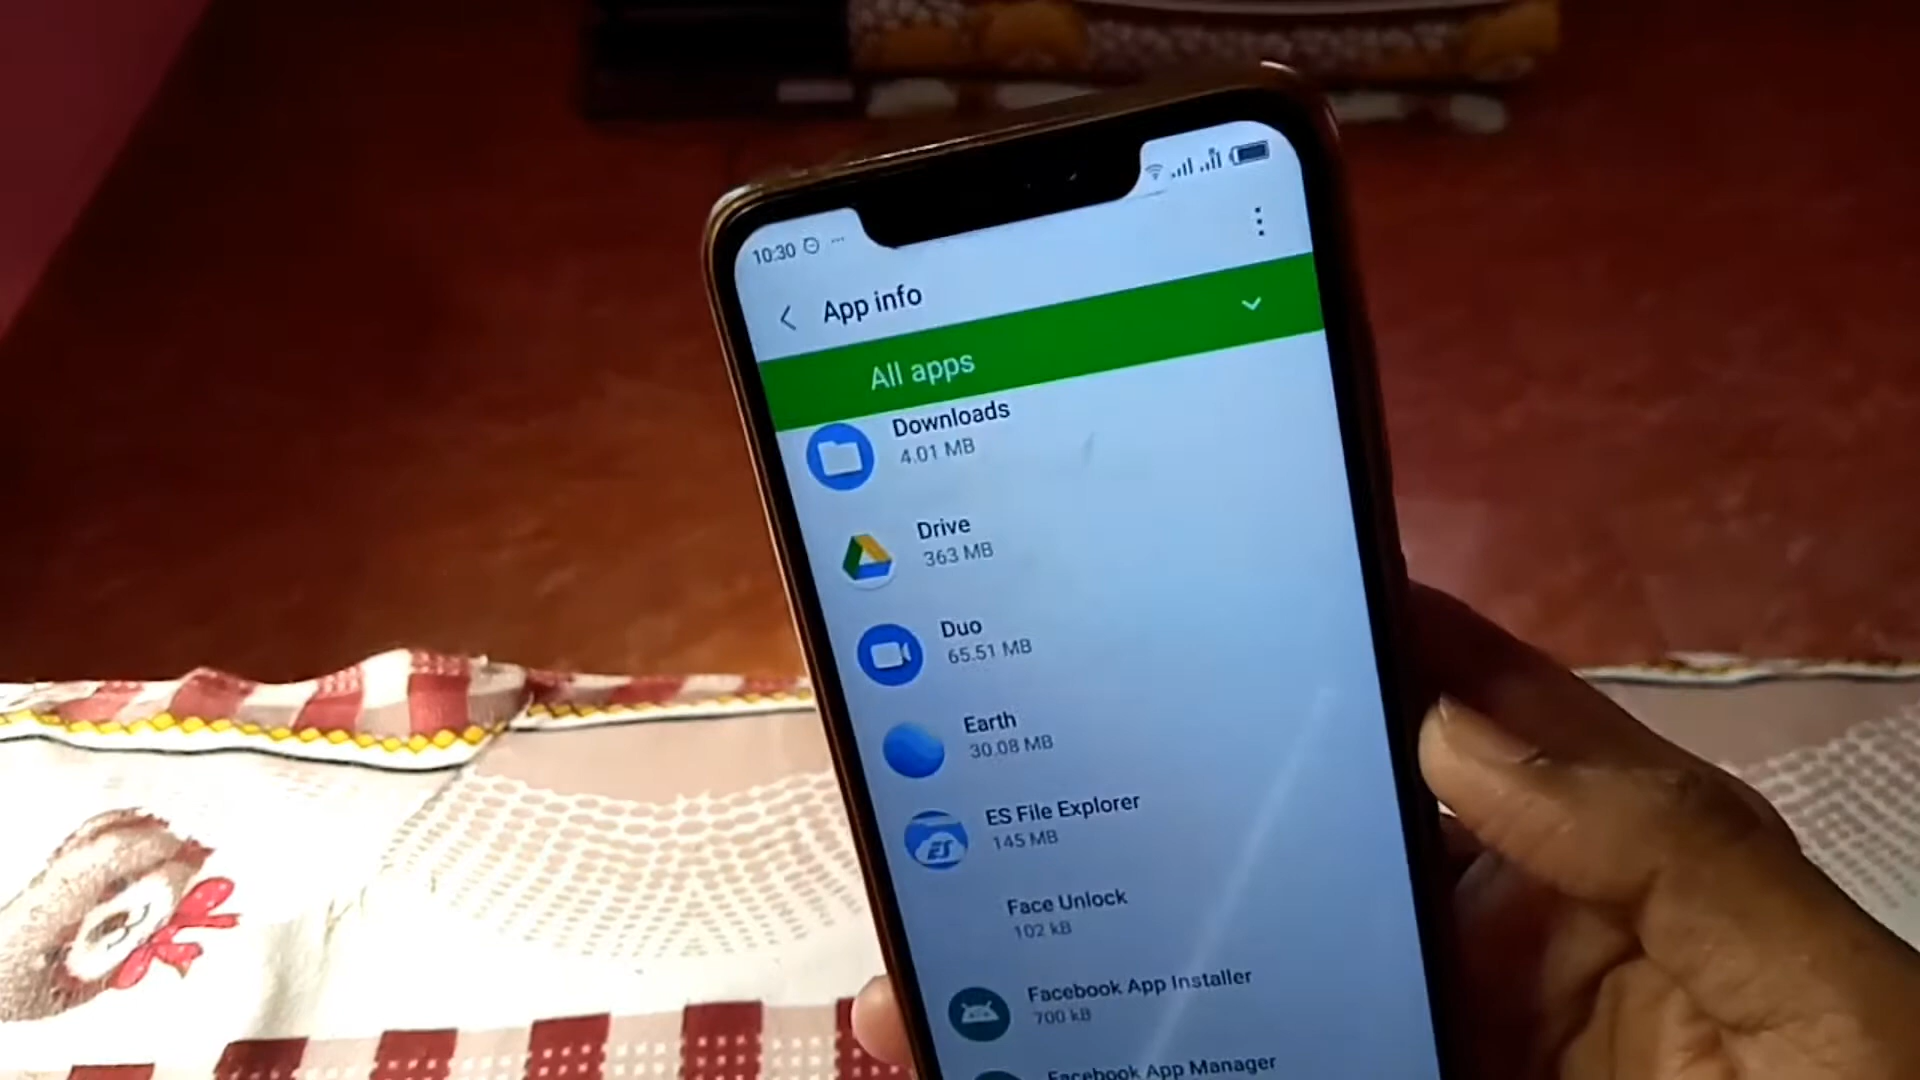 10:30
App info
All apps
Downloads
4.01 MB
Drive
363 MB
Duo
65.51 MB
Earth
30.08 MB
ES File Explorer
145 MB
ES
Face Unlock
102 kB
Facebook App Installer
700 kB
Facebook App Manager